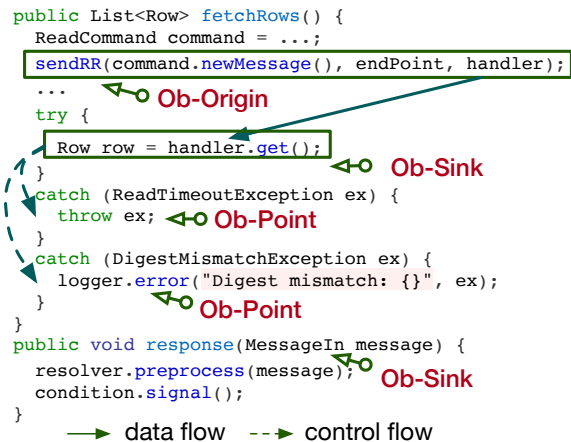 public List<Row> fetchRows() {
ReadCommand command = ...;
sendRR(command.newMessage(), endPoint, handler);
...
Ob-Origin
try {
Row row = handler.get();
Ob-Sink
}
catch (ReadTimeoutException ex) {
throw ex;
Ob-Point
}
catch (DigestMismatchException ex) {
logger.error("Digest mismatch: {}", ex);
}
Ob-Point
}
public void response(MessageIn message) {
resolver.preprocess(message);
Ob-Sink
condition.signal();
}
data flow control flow